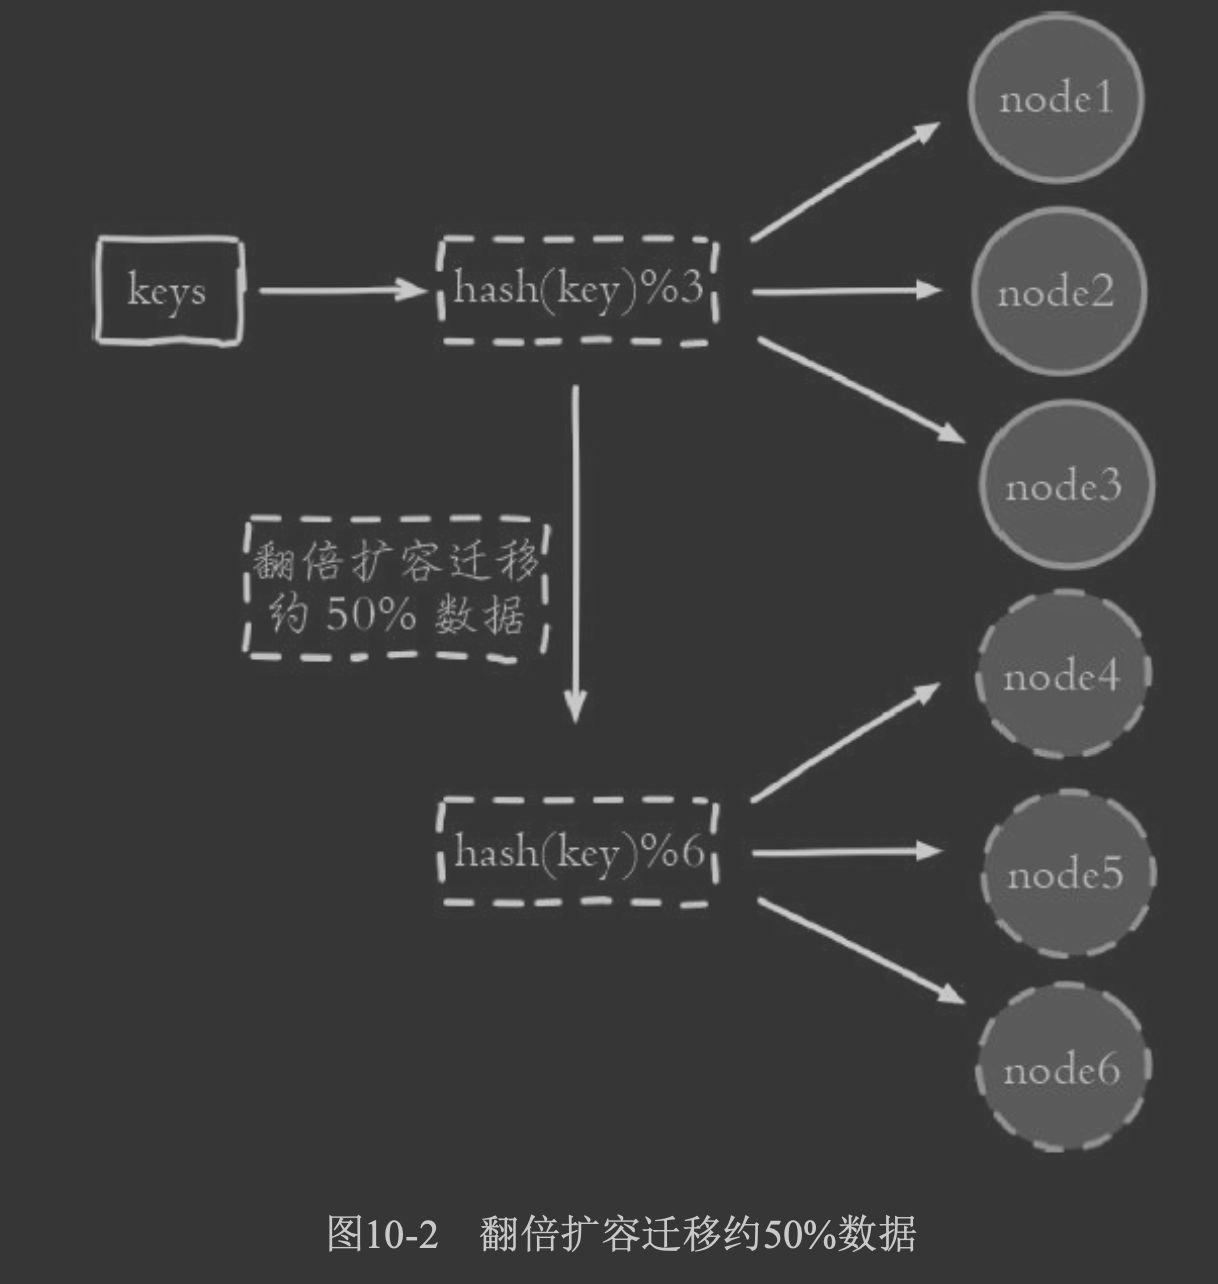 node1
keys
hash(key)%3
node2
node3
翻倍扩容迁移
约 50% 数据
node4
hash(key)%6
node5
node6
图10-2 翻倍扩容迁移约50%数据